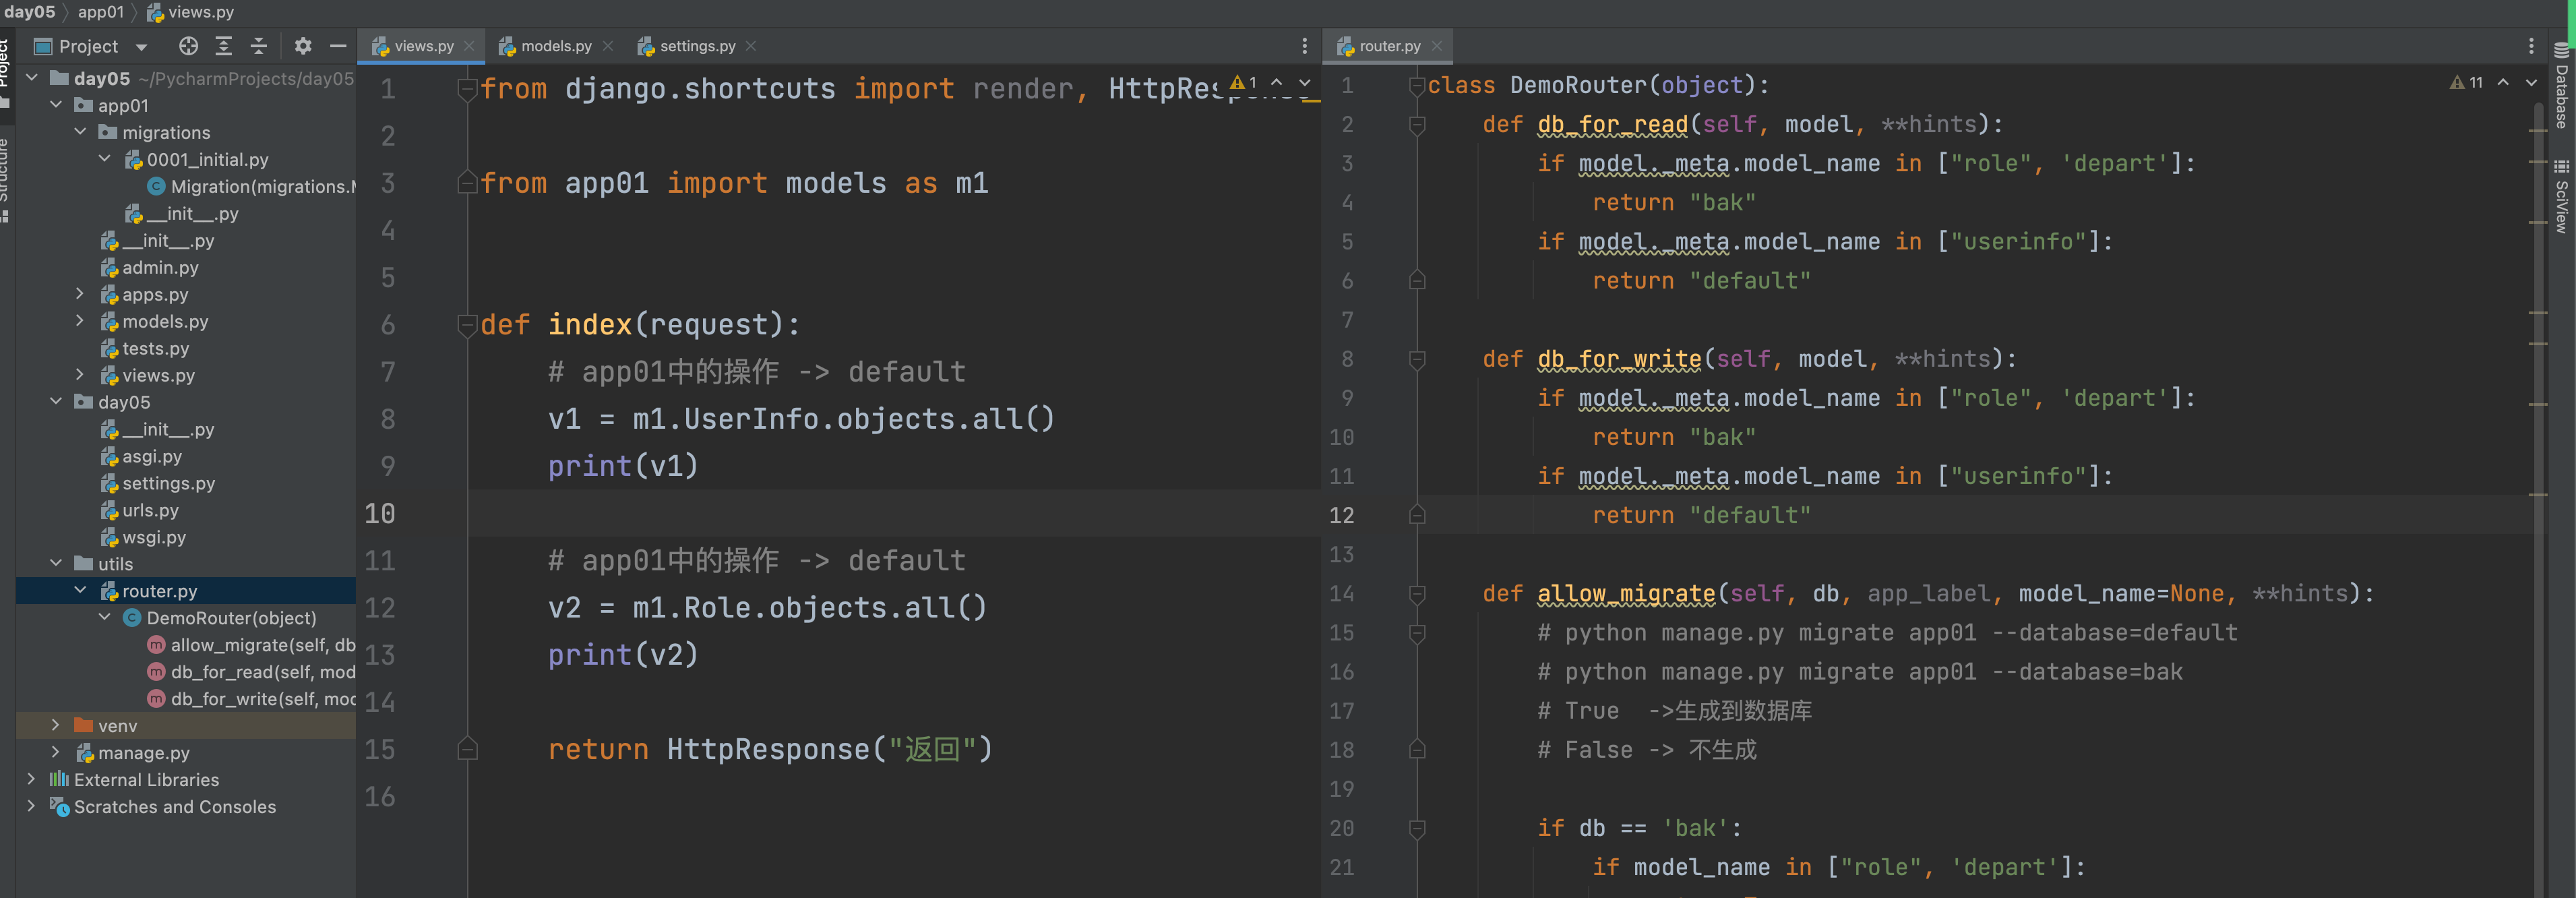 day05 app01 views.py
Project
day05 ~/PycharmProjects/day05
app01
migrations
0001_initial.py
Migration(migrations.M
__init__.py
__init__.py
admin.py
apps.py
models.py
tests.py
views.py
day05
__init__.py
asgi.py
settings.py
urls.py
wsgi.py
utils
router.py
DemoRouter(object)
allow_migrate(self, db
db_for_read(self, mod
db_for_write(self, mod
venv
manage.py
External Libraries
Scratches and Consoles
Project
Structure
views.py models.py settings.py
1 from django.shortcuts import render, HttpResponse
1
2
3 from app01 import models as m1
4
5
6 def index(request):
7 # app01中的操作 -> default
8 v1 = m1.UserInfo.objects.all()
9 print(v1)
10
11 # app01中的操作 -> default
12 v2 = m1.Role.objects.all()
13 print(v2)
14
15 return HttpResponse("返回")
16
router.py
1 class DemoRouter(object):
11
2 def db_for_read(self, model, **hints):
3 if model._meta.model_name in ["role", 'depart']:
4 return "bak"
5 if model._meta.model_name in ["userinfo"]:
6 return "default"
7
8 def db_for_write(self, model, **hints):
9 if model._meta.model_name in ["role", 'depart']:
10 return "bak"
11 if model._meta.model_name in ["userinfo"]:
12 return "default"
13
14 def allow_migrate(self, db, app_label, model_name=None, **hints):
15 # python manage.py migrate app01 --database=default
16 # python manage.py migrate app01 --database=bak
17 # True ->生成到数据库
18 # False -> 不生成
19
20 if db == 'bak':
21 if model_name in ["role", 'depart']:
Database
SciView